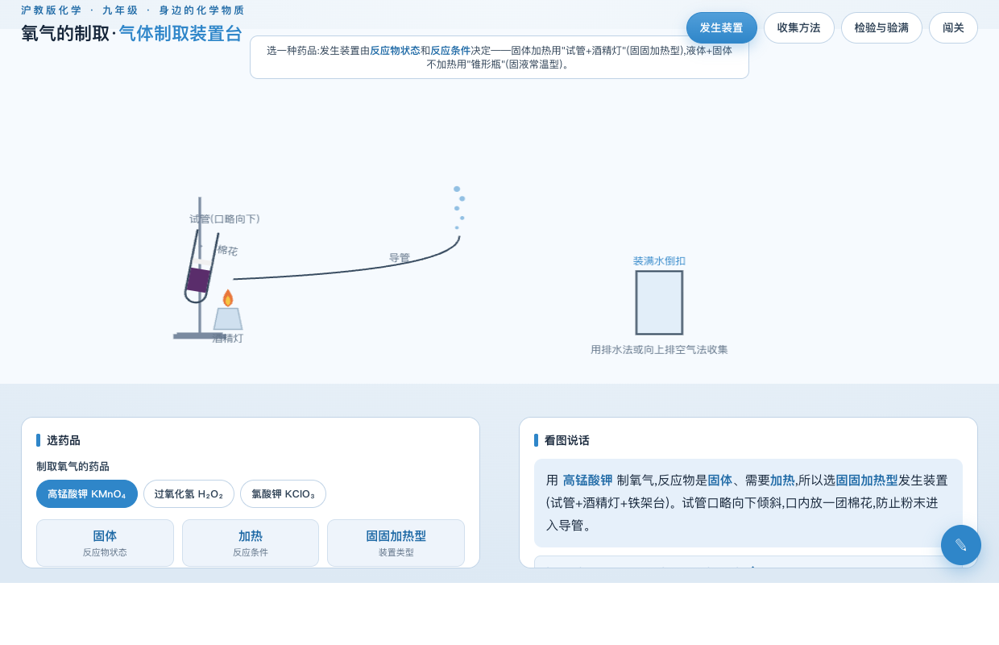 沪教版化学 · 九年级 · 身边的化学物质
氧气的制取·气体制取装置台
发生装置
收集方法
检验与验满
闯关
选一种药品:发生装置由反应物状态和反应条件决定——固体加热用"试管+酒精灯"(固固加热型),液体+固体
不加热用"锥形瓶"(固液常温型)。
试管(口略向下)
棉花
导管
酒精灯
装满水倒扣
用排水法或向上排空气法收集
选药品
制取氧气的药品
高锰酸钾 KMnO₄
过氧化氢 H₂O₂
氯酸钾 KClO₃
固体
反应物状态
加热
反应条件
固固加热型
装置类型
看图说话
用 高锰酸钾 制氧气,反应物是固体、需要加热,所以选固固加热型发生装置
(试管+酒精灯+铁架台)。试管口略向下倾斜,口内放一团棉花,防止粉末进
入导管。